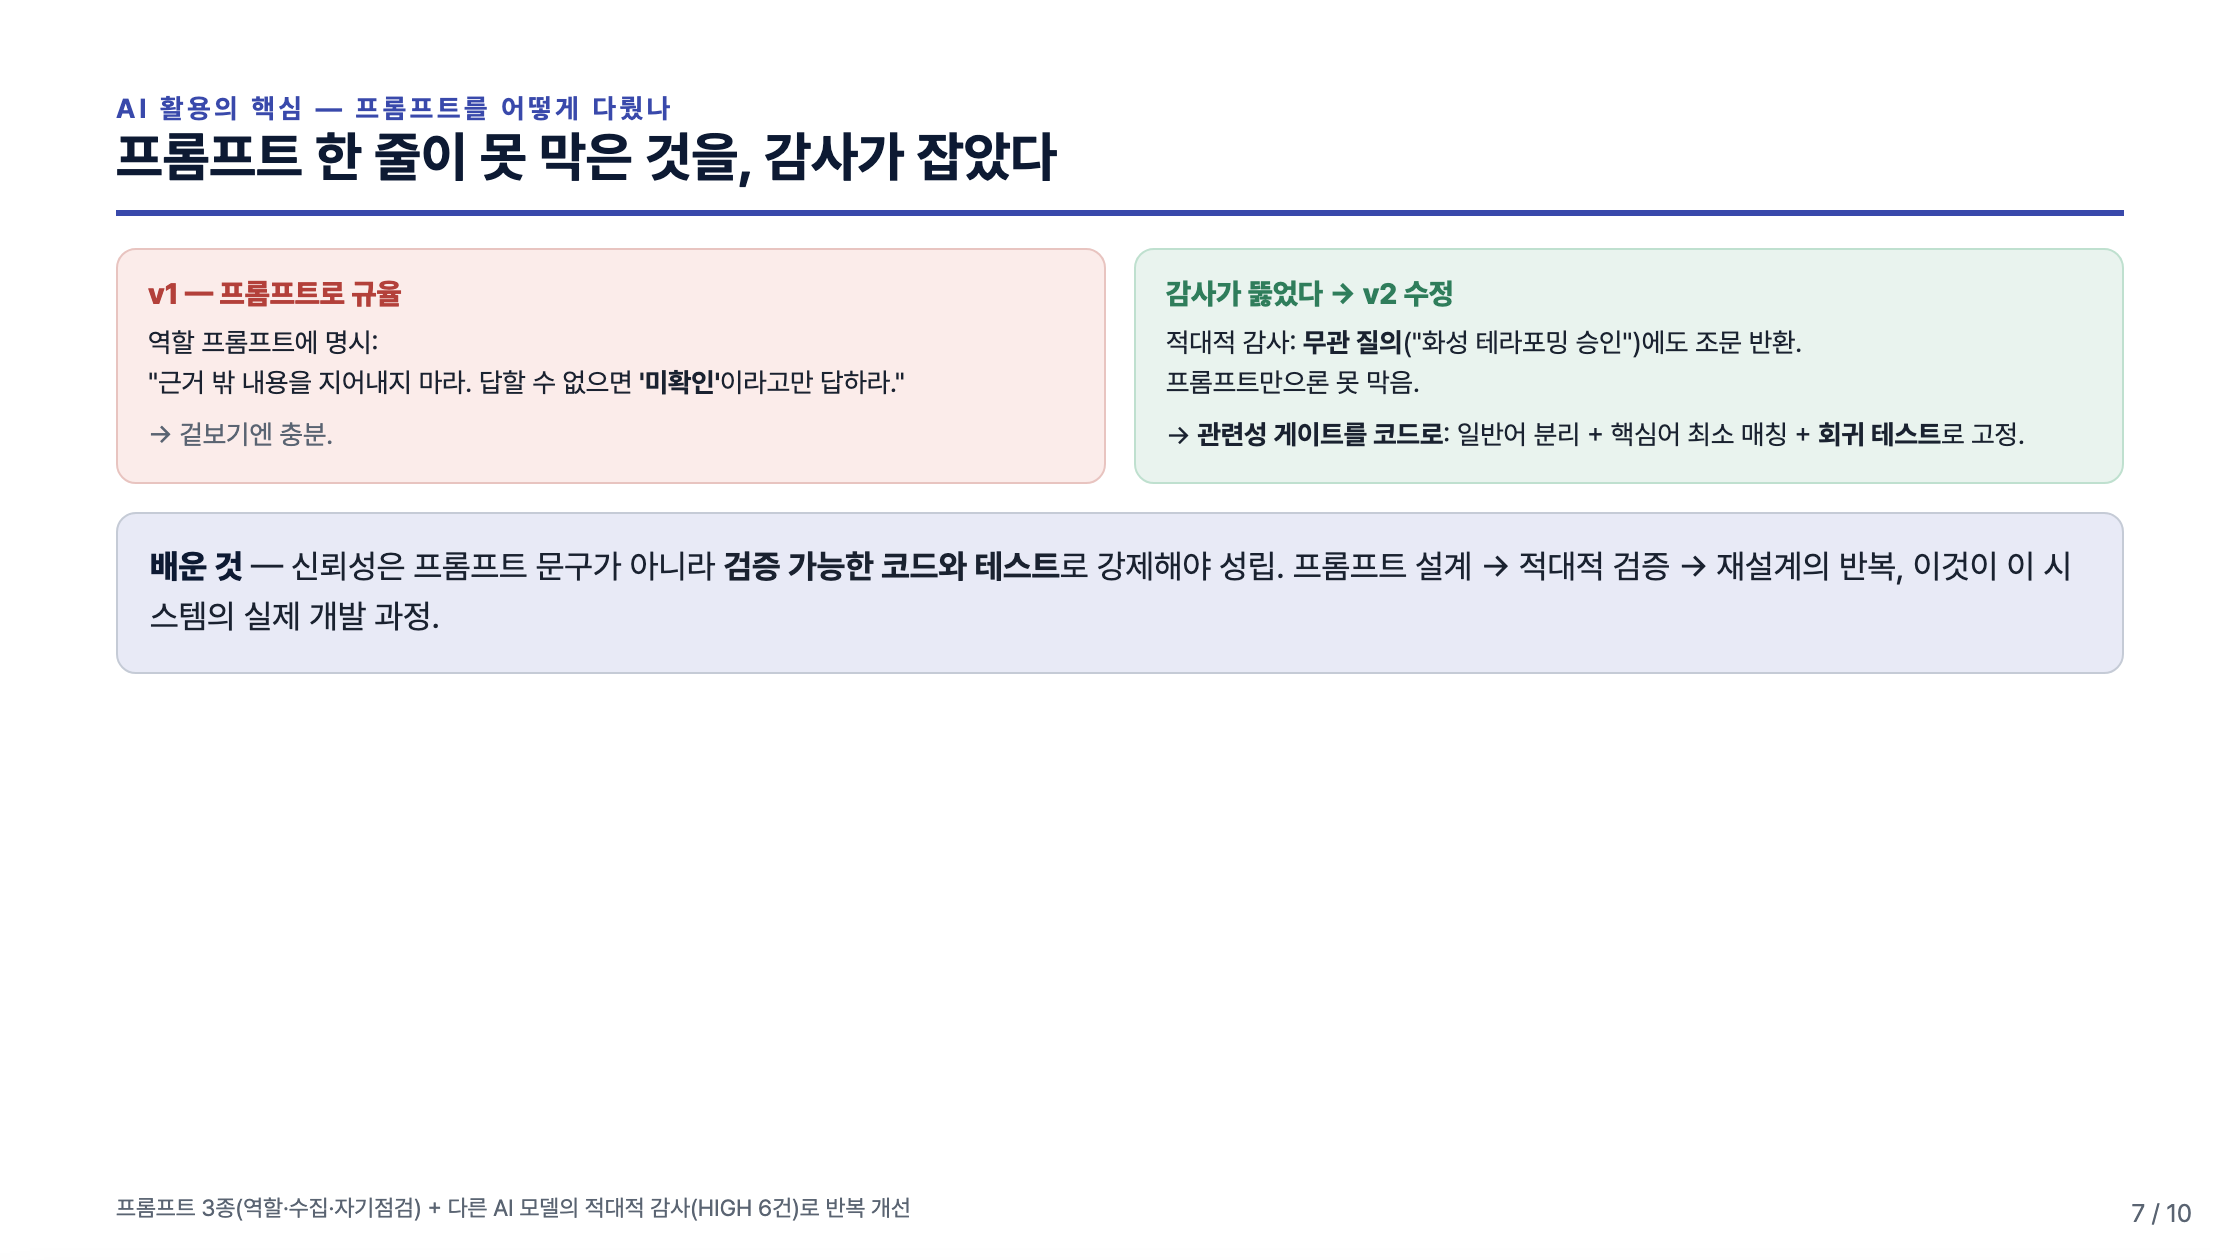 AI 활용의 핵심 — 프롬프트를 어떻게 다뤘나
프롬프트 한 줄이 못 막은 것을, 감사가 잡았다
v1 — 프롬프트로 규율
역할 프롬프트에 명시:
"근거 밖 내용을 지어내지 마라. 답할 수 없으면 '미확인'이라고만 답하라."
→ 겉보기엔 충분.
감사가 뚫었다 → v2 수정
적대적 감사: 무관 질의("화성 테라포밍 승인")에도 조문 반환.
프롬프트만으론 못 막음.
→ 관련성 게이트를 코드로: 일반어 분리 + 핵심어 최소 매칭 + 회귀 테스트로 고정.
배운 것 — 신뢰성은 프롬프트 문구가 아니라 검증 가능한 코드와 테스트로 강제해야 성립. 프롬프트 설계 → 적대적 검증 → 재설계의 반복, 이것이 이 시
스템의 실제 개발 과정.
프롬프트 3종(역할·수집·자기점검) + 다른 AI 모델의 적대적 감사(HIGH 6건)로 반복 개선
7 / 10